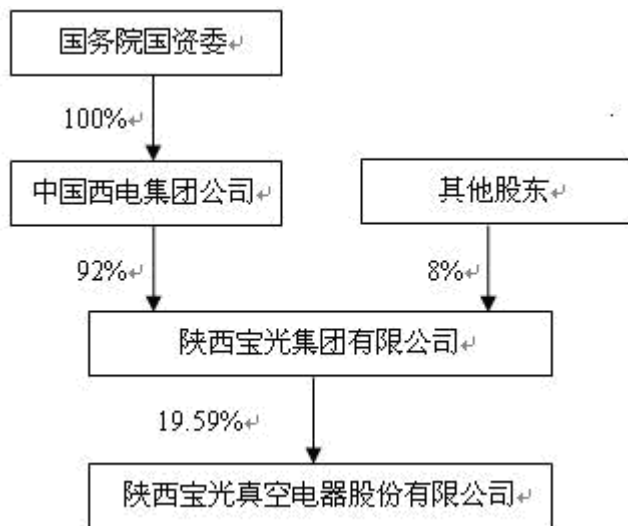 国务院国资委
100%
中国西电集团公司
其他股东
92%
8%
陕西宝光集团有限公司
19.59%
陕西宝光真空电器股份有限公司